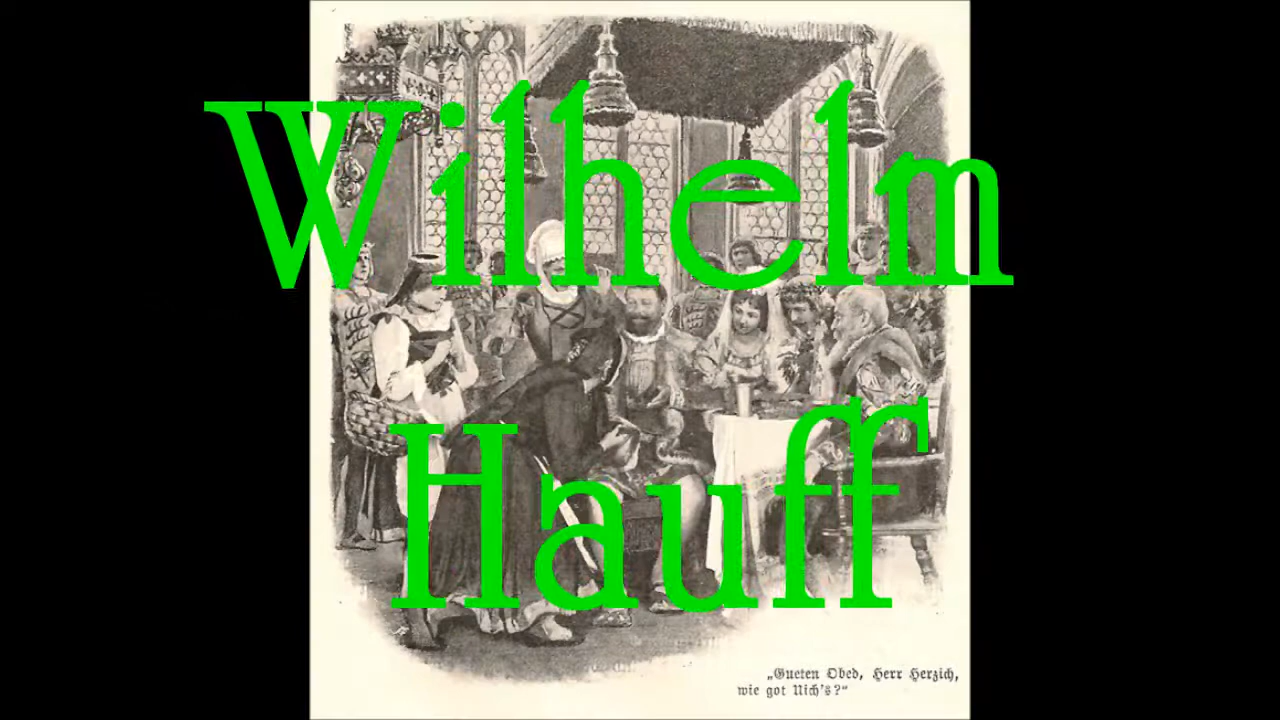 Wilhelm
Hauff
„Gueten Obed, Herr Herzich,
wie got Nich's?“